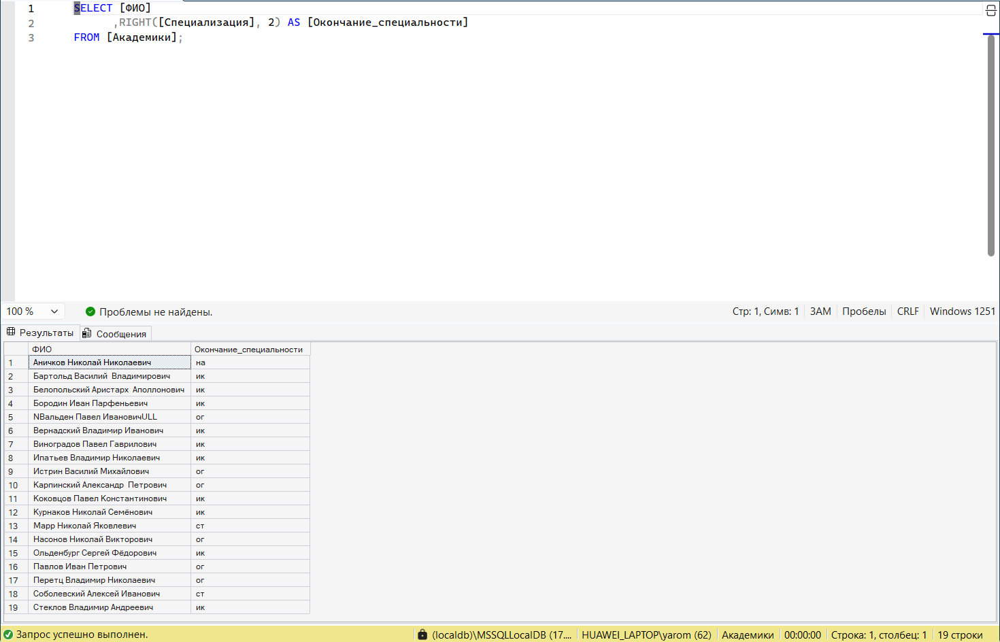 1 SELECT [ФИО]
2 ,RIGHT([Специализация], 2) AS [Окончание_специальности]
3 FROM [Академики];
100 % Проблемы не найдены. Стр: 1, Симв: 1 ЗАМ Пробелы CRLF Windows 1251
Результаты Сообщения
ФИО Окончание_специальности
1 Аничков Николай Николаевич на
2 Бартольд Василий  Владимирович ик
3 Белопольский Аристарх  Аполлонович ик
4 Бородин Иван Парфеньевич ик
5 NВальден Павел ИвановичULL ог
6 Вернадский Владимир Иванович ик
7 Виноградов Павел Гаврилович ик
8 Ипатьев Владимир Николаевич ик
9 Истрин Василий Михайлович ог
10 Карпинский Александр  Петрович ог
11 Коковцов Павел Константинович ик
12 Курнаков Николай Семёнович ик
13 Марр Николай Яковлевич ст
14 Насонов Николай Викторович ог
15 Ольденбург Сергей Фёдорович ик
16 Павлов Иван Петрович ог
17 Перетц Владимир Николаевич ог
18 Соболевский Алексей Иванович ст
19 Стеклов Владимир Андреевич ик
Запрос успешно выполнен. (localdb)\MSSQLLocalDB (17.... HUAWEI_LAPTOP\yarom (62) Академики 00:00:00 Строка: 1, столбец: 1 19 строки